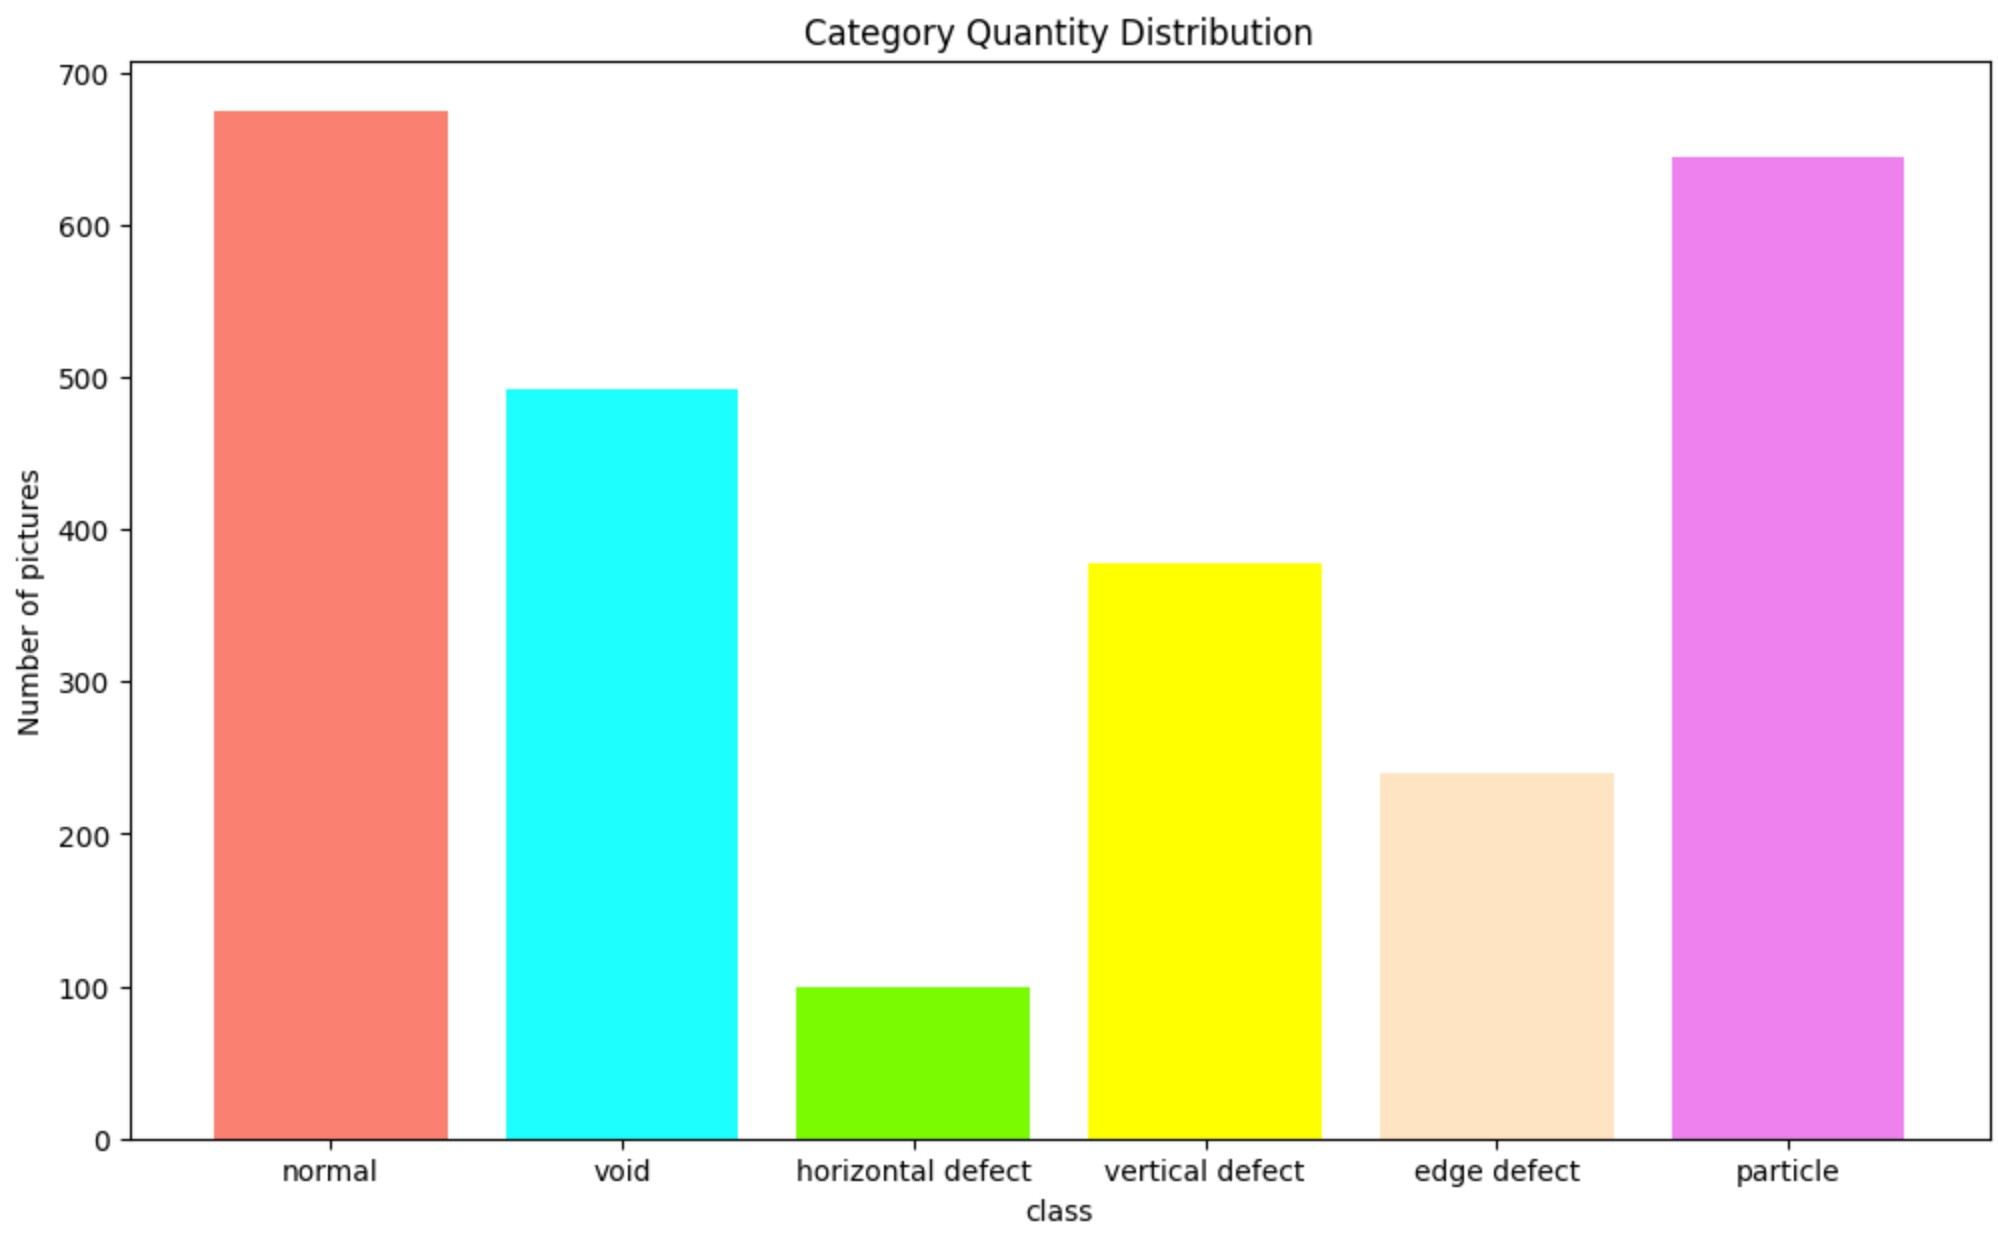 Category Quantity Distribution
700
600
500
400
300
200
100
0
Number of pictures
normal void horizontal defect vertical defect edge defect particle
class